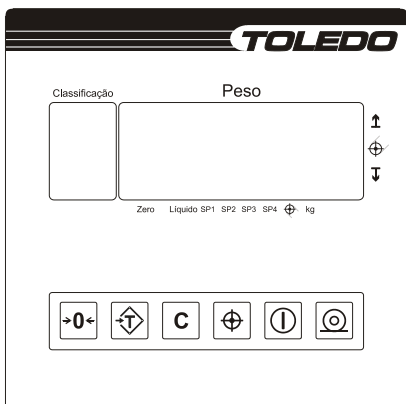 TOLEDO
Classificação Peso
Zero Líquido SP1 SP2 SP3 SP4 kg
→0← T C